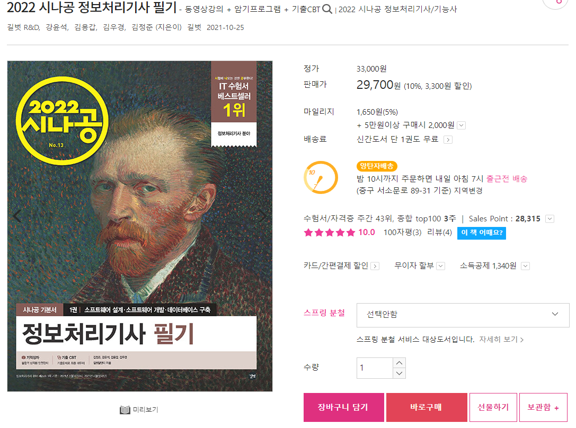 2022 시나공 정보처리기사 필기 - 동영상강의 + 암기프로그램 + 기출CBT | 2022 시나공 정보처리기사/기능사
길벗 R&D, 강윤석, 김용갑, 김우경, 김정준 (지은이) 길벗 2021-10-25
IT 수험서
베스트셀러
1위
정보처리기사 분야
2022
시나공
No.13
시나공 기본서 1권 | 소프트웨어 설계·소프트웨어 개발·데이터베이스 구축
정보처리기사 필기
기출 CBT
미리보기
정가 33,000원
판매가 29,700원 (10%, 3,300원 할인)
마일리지 1,650원(5%)
+ 5만원이상 구매시 2,000원
배송료 신간도서 단 1권도 무료
양탄자배송
밤 10시까지 주문하면 내일 아침 7시 출근전 배송
(중구 서소문로 89-31 기준) 지역변경
수험서/자격증 주간 43위, 종합 top100 3주 | Sales Point : 28,315
10.0 100자평(3) 리뷰(4) 이 책 어때요?
카드/간편결제 할인 무이자 할부 소득공제 1,340원
스프링 분철 선택안함
스프링 분철 서비스 대상도서입니다. 자세히 보기 >
수량 1
장바구니 담기 바로구매 선물하기 보관함 +